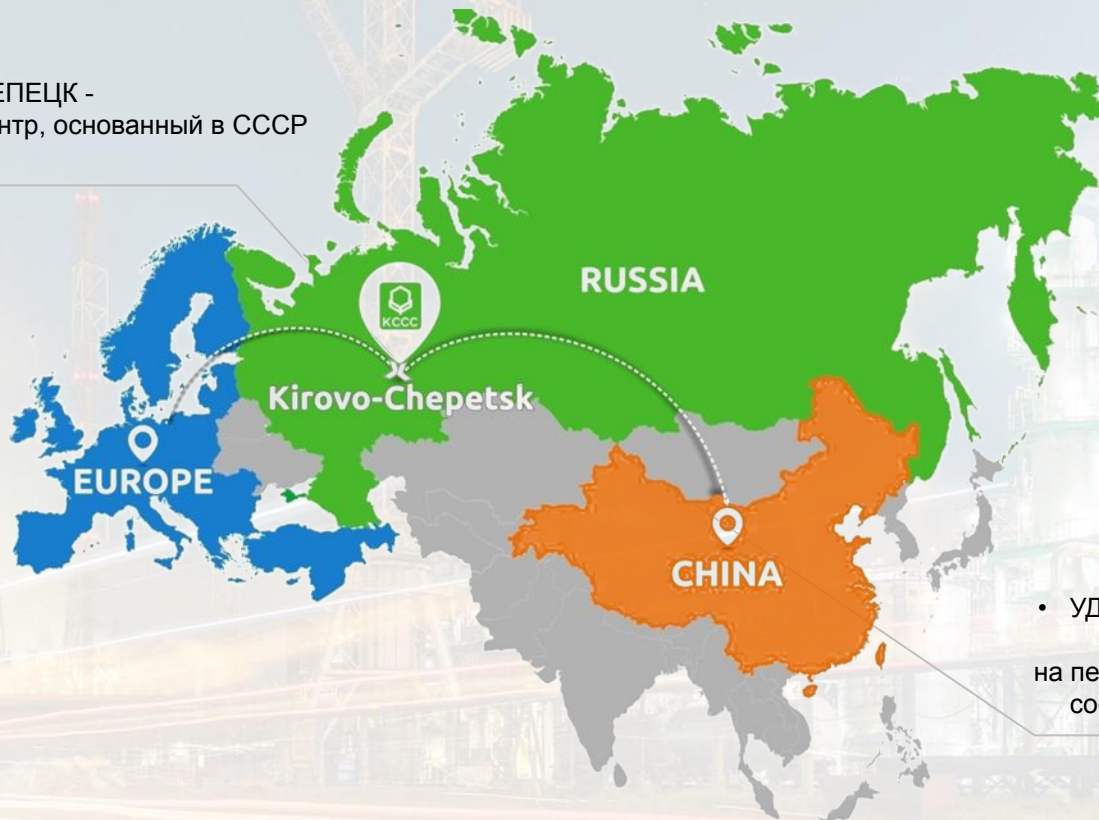 ЕПЕЦК -
нтр, основанный в СССР
RUSSIA
KCCC
Kirovo-Chepetsk
EUROPE
CHINA
• УД
на пе
со